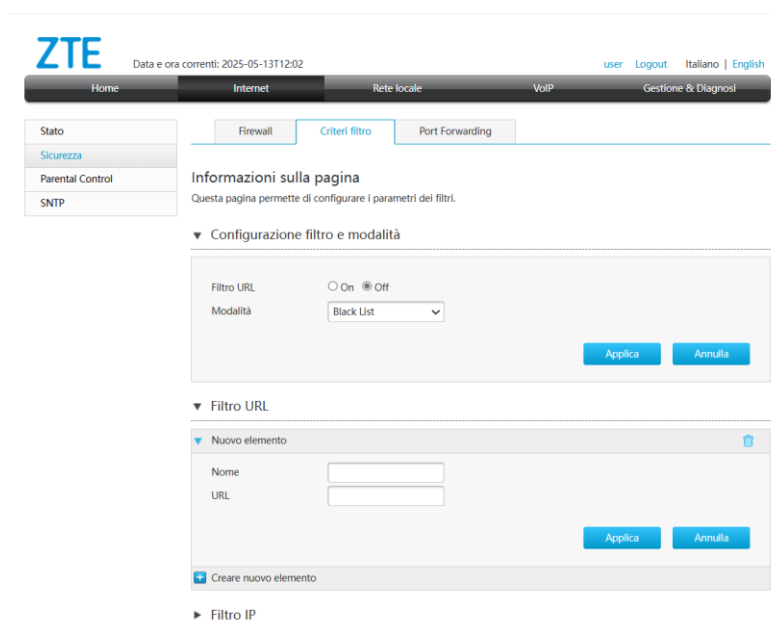 ZTE
Data e ora correnti: 2025-05-13T12:02
user Logout Italiano | English
Home Internet Rete locale VoIP Gestione & Diagnosi
Stato
Sicurezza
Parental Control
SNTP
Firewall Criteri filtro Port Forwarding
Informazioni sulla pagina
Questa pagina permette di configurare i parametri dei filtri.
Configurazione filtro e modalità
Filtro URL On Off
Modalità Black List
Applica Annulla
Filtro URL
Nuovo elemento
Nome
URL
Applica Annulla
Creare nuovo elemento
Filtro IP